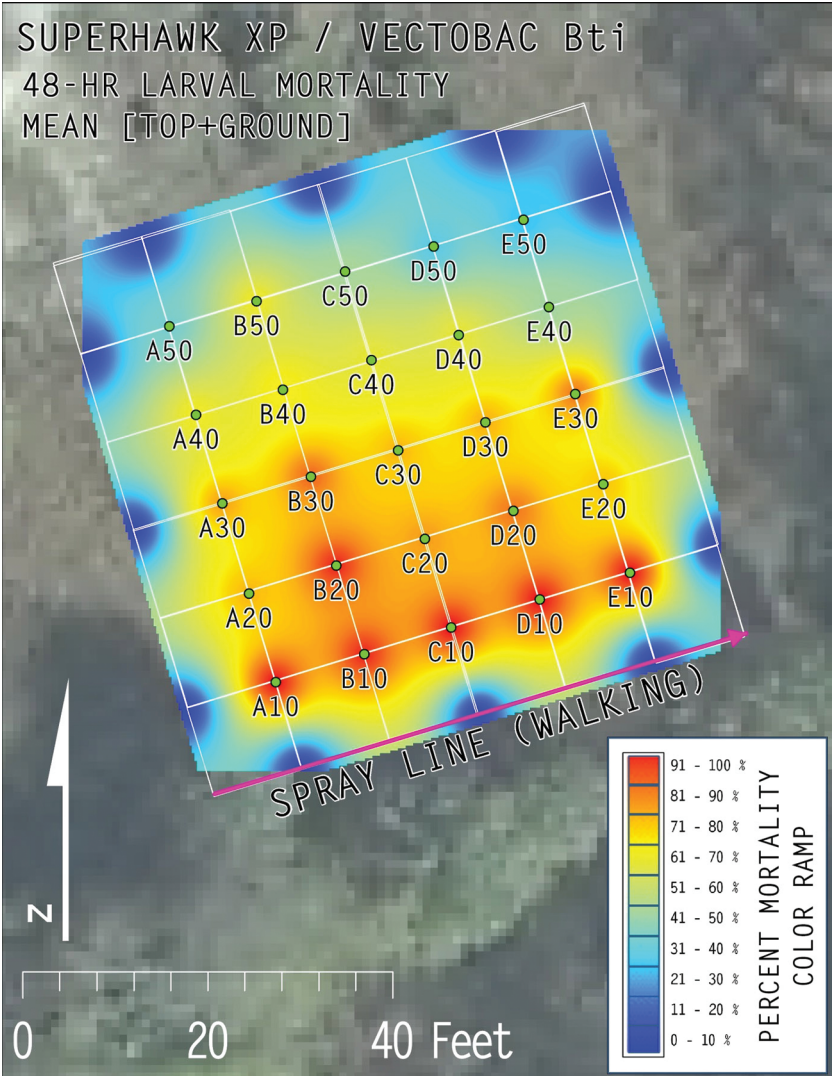 SUPERHAWK XP / VECTOBAC Bti
48-HR LARVAL MORTALITY
MEAN [TOP+GROUND]
E50
D50
C50
B50
A50
E40
D40
C40
B40
A40
E30
D30
C30
B30
A30
E20
D20
C20
B20
A20
E10
D10
C10
B10
A10
SPRAY LINE (WALKING)
N
0 20 40 Feet
91 - 100 %
81 - 90 %
71 - 80 %
61 - 70 %
51 - 60 %
41 - 50 %
31 - 40 %
21 - 30 %
11 - 20 %
0 - 10 %
PERCENT MORTALITY
COLOR RAMP